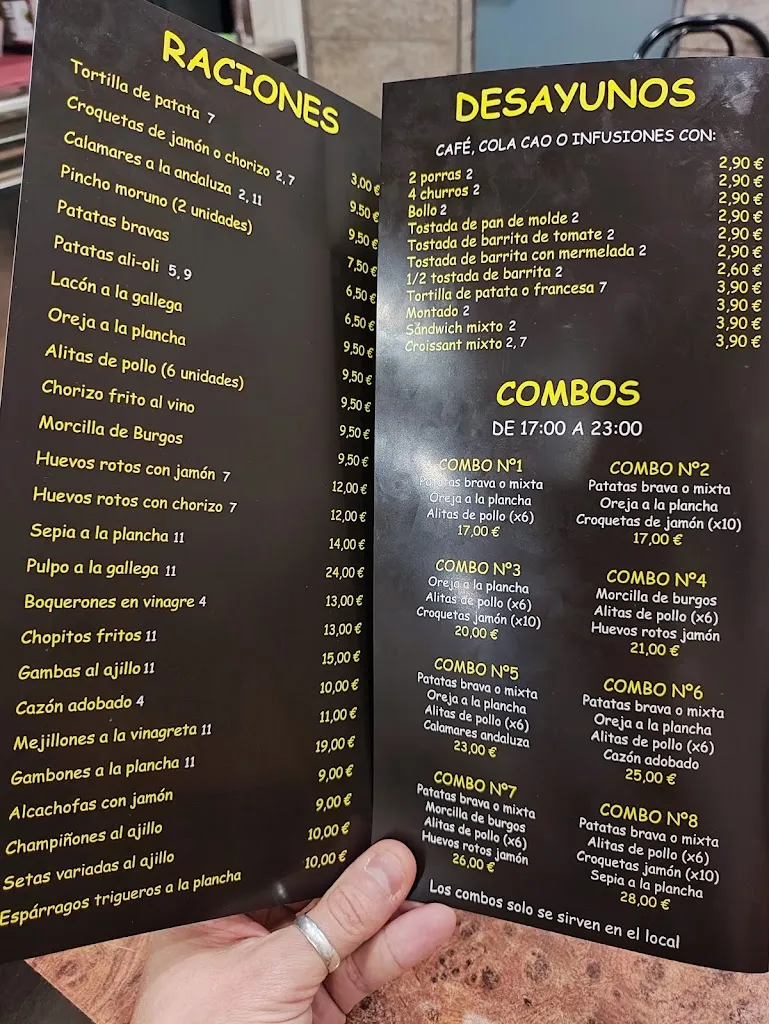 RACIONES
Tortilla de patata 7 3,00 €
Croquetas de jamón o chorizo 2,7 9,50 €
Calamares a la andaluza 2, 11 9,50 €
Pincho moruno (2 unidades) 7,50 €
Patatas bravas 6,50 €
Patatas ali-oli 5, 9 6,50 €
Lacón a la gallega 9,50 €
Oreja a la plancha 9,50 €
Alitas de pollo (6 unidades) 9,50 €
Chorizo frito al vino 9,50 €
Morcilla de Burgos 9,50 €
Huevos rotos con jamón 7 12,00 €
Huevos rotos con chorizo 7 12,00 €
Sepia a la plancha 11 14,00 €
Pulpo a la gallega 11 24,00 €
Boquerones en vinagre 4 13,00 €
Chopitos fritos 11 13,00 €
Gambas al ajillo 11 15,00 €
Cazón adobado 4 10,00 €
Mejillones a la vinagreta 11 11,00 €
Gambones a la plancha 11 19,00 €
Alcachofas con jamón 9,00 €
Champiñones al ajillo 9,00 €
Setas variadas al ajillo 10,00 €
Espárragos trigueros a la plancha 10,00 €
DESAYUNOS
CAFÉ, COLA CAO O INFUSIONES CON:
2 porras 2 2,90 €
4 churros 2 2,90 €
Bollo 2 2,90 €
Tostada de pan de molde 2 2,90 €
Tostada de barrita de tomate 2 2,90 €
Tostada de barrita con mermelada 2 2,90 €
1/2 tostada de barrita 2 2,60 €
Tortilla de patata o francesa 7 3,90 €
Montado 2 3,90 €
Sándwich mixto 2 3,90 €
Croissant mixto 2, 7 3,90 €
COMBOS
DE 17:00 A 23:00
COMBO Nº1
Patatas brava o mixta
Oreja a la plancha
Alitas de pollo (x6)
17,00 €
COMBO Nº2
Patatas brava o mixta
Oreja a la plancha
Croquetas de jamón (x10)
17,00 €
COMBO Nº3
Oreja a la plancha
Alitas de pollo (x6)
Croquetas jamón (x10)
20,00 €
COMBO Nº4
Morcilla de burgos
Alitas de pollo (x6)
Huevos rotos jamón
21,00 €
COMBO Nº5
Patatas brava o mixta
Oreja a la plancha
Alitas de pollo (x6)
Calamares andaluza
23,00 €
COMBO Nº6
Patatas brava o mixta
Oreja a la plancha
Alitas de pollo (x6)
Cazón adobado
25,00 €
COMBO Nº7
Patatas brava o mixta
Morcilla de burgos
Alitas de pollo (x6)
Huevos rotos jamón
26,00 €
COMBO Nº8
Patatas brava o mixta
Alitas de pollo (x6)
Croquetas jamón (x10)
Sepia a la plancha
28,00 €
Los combos solo se sirven en el local